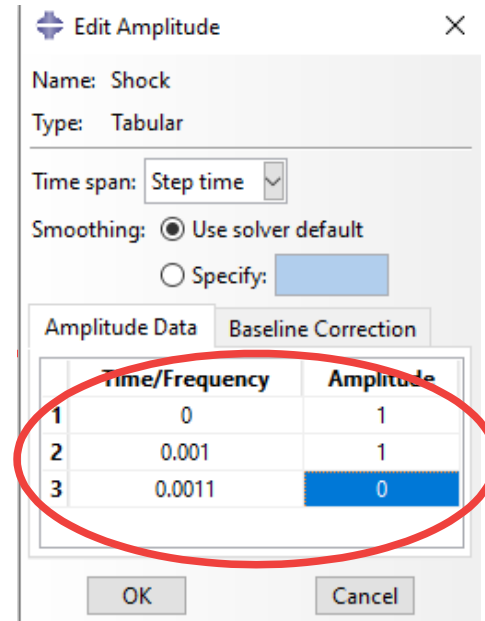 Edit Amplitude
Name: Shock
Type: Tabular
Time span: Step time
Smoothing: Use solver default
Specify:
Amplitude Data Baseline Correction
Time/Frequency Amplitude
1 0 1
2 0.001 1
3 0.0011 0
OK Cancel